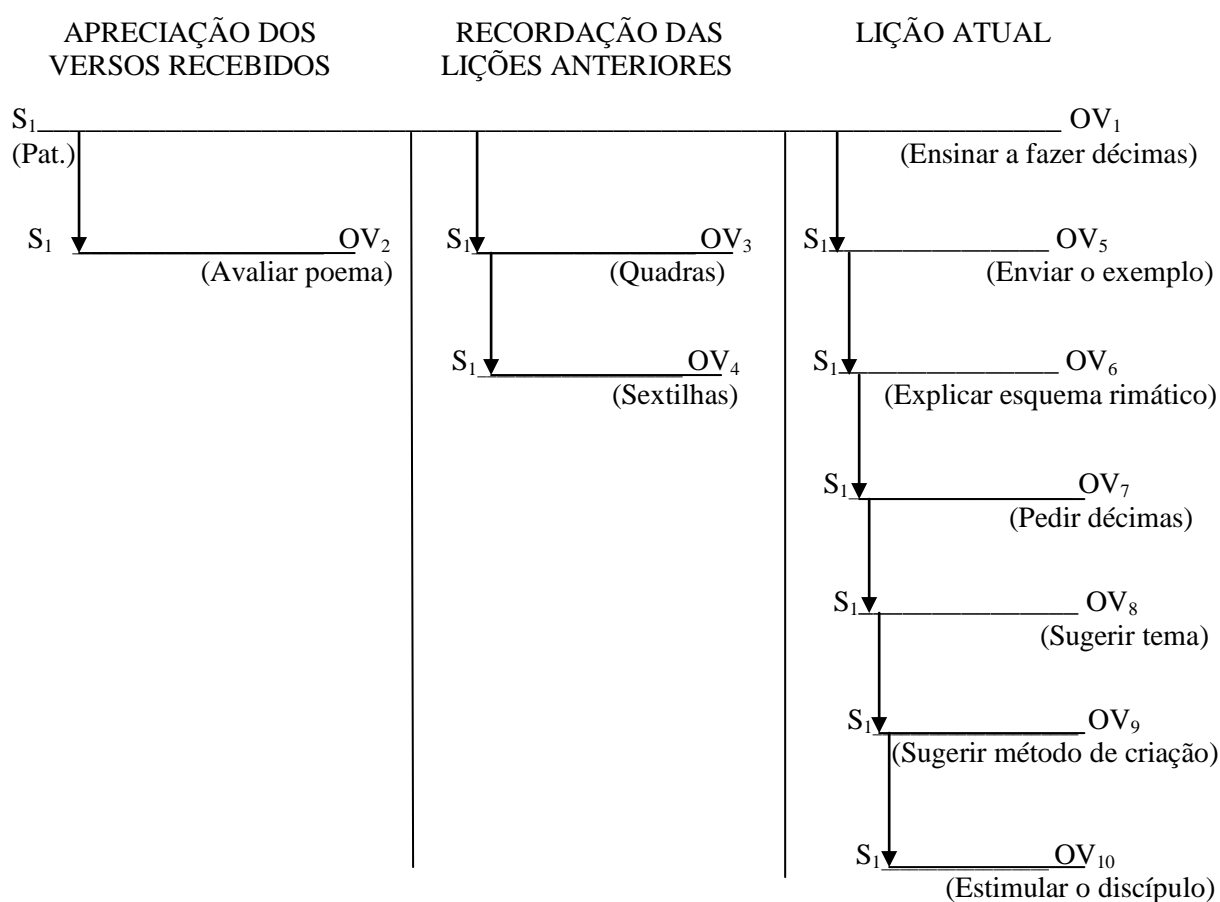 APRECIAÇÃO DOS
VERSOS RECEBIDOS
RECORDAÇÃO DAS
LIÇÕES ANTERIORES
LIÇÃO ATUAL
S₁ OV₁
(Pat.) (Ensinar a fazer décimas)
S₁ OV₂
(Avaliar poema)
S₁ OV₃
(Quadras)
S₁ OV₄
(Sextilhas)
S₁ OV₅
(Enviar o exemplo)
S₁ OV₆
(Explicar esquema rimático)
S₁ OV₇
(Pedir décimas)
S₁ OV₈
(Sugerir tema)
S₁ OV₉
(Sugerir método de criação)
S₁ OV₁₀
(Estimular o discípulo)